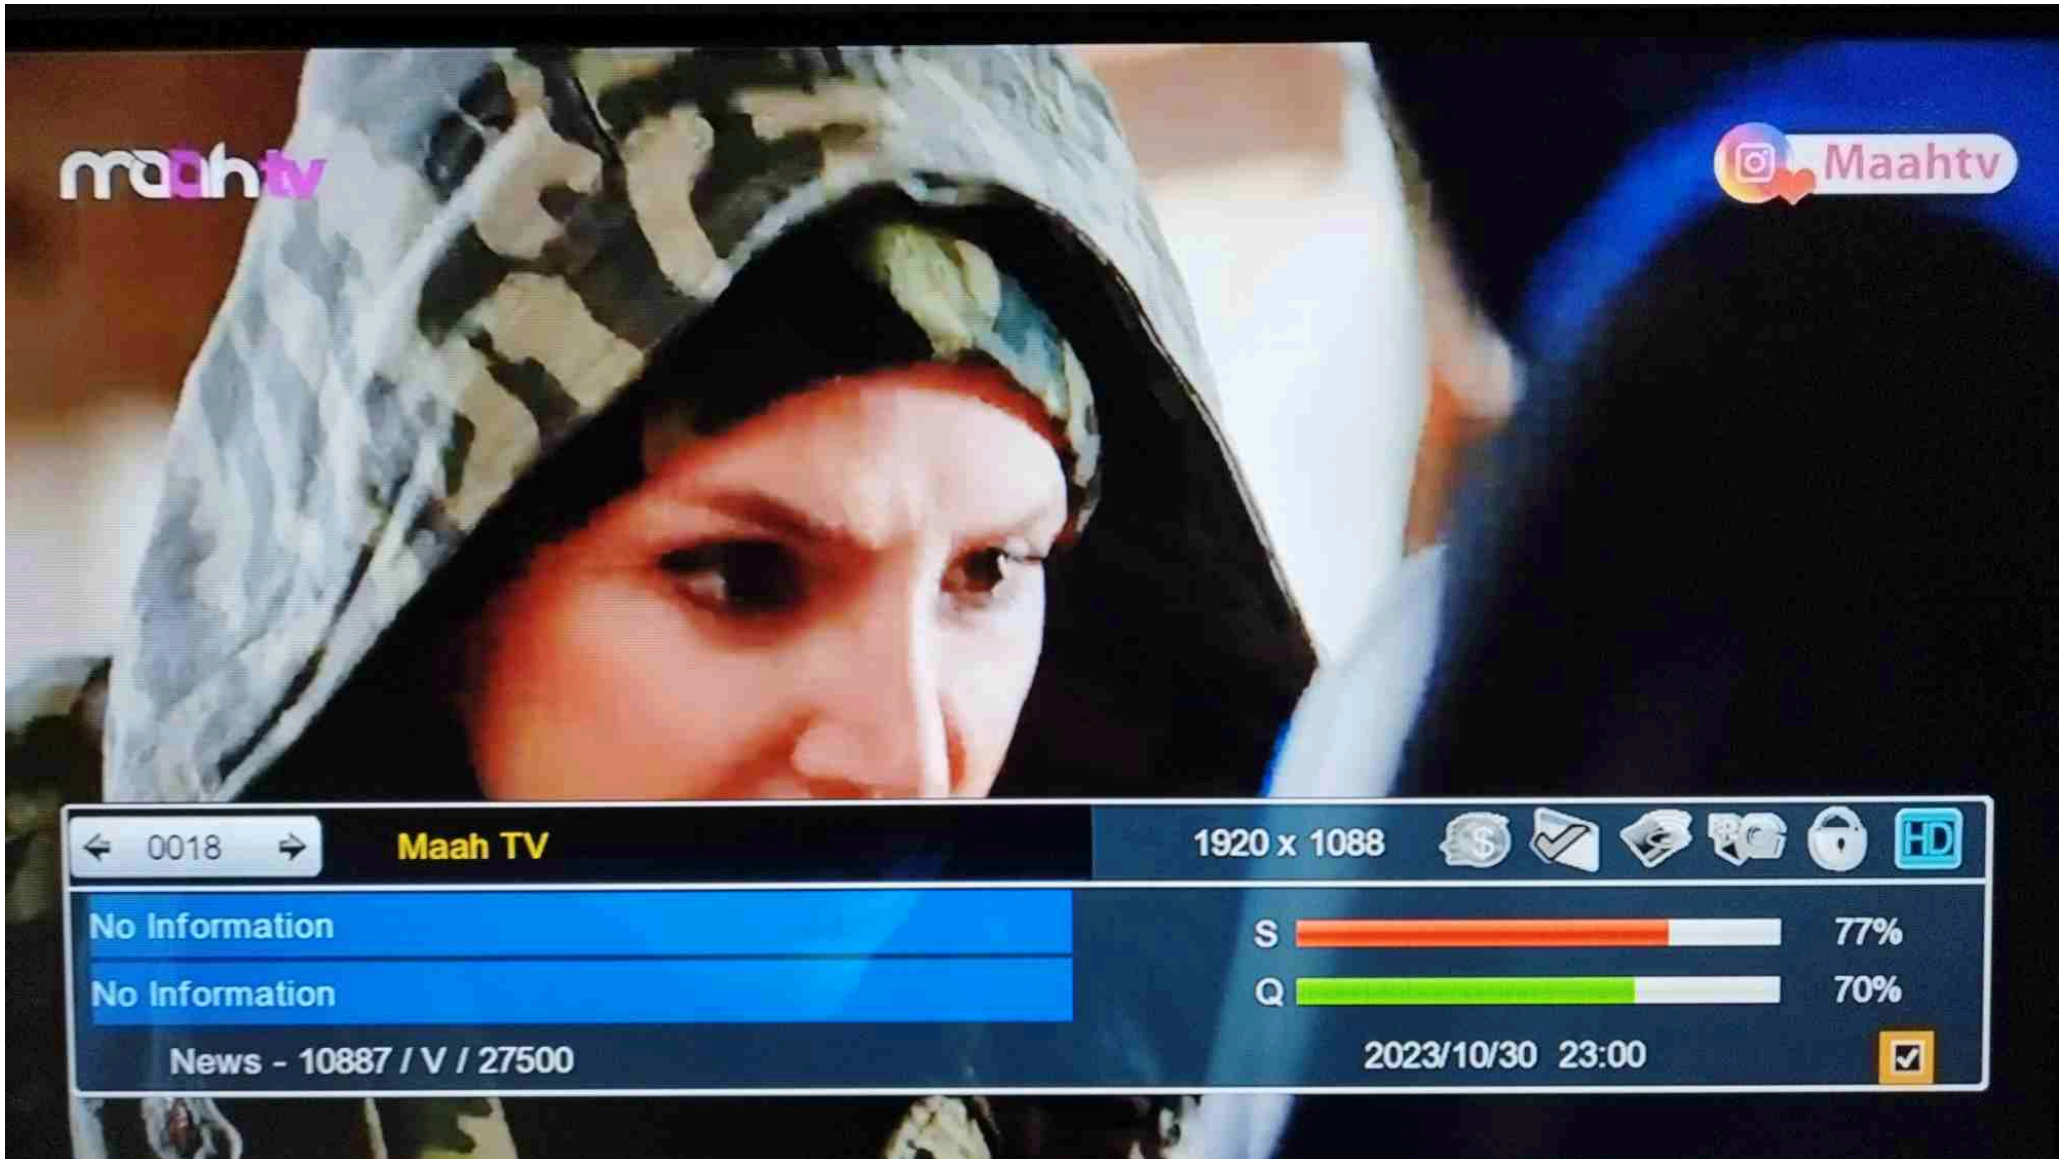 maahtv
Maahtv
0018
Maah TV
1920 x 1088
$
HD
No Information
S
77%
No Information
Q
70%
News - 10887 / V / 27500
2023/10/30 23:00